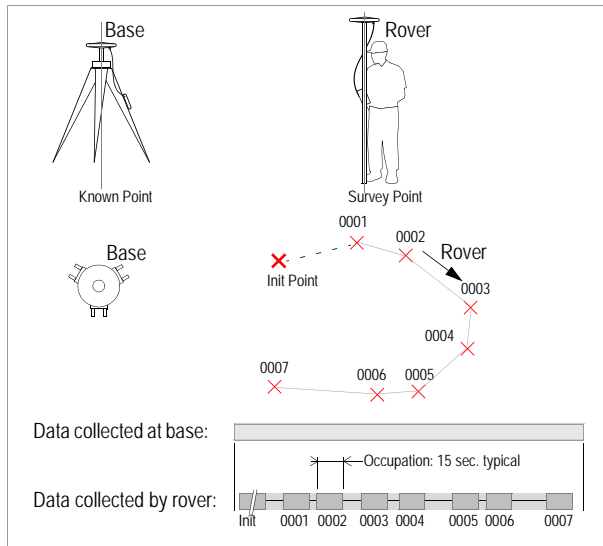 Base
Rover
Known Point
Survey Point
0001
0002
Base
Rover
Init Point
0003
0004
0007
0006
0005
Data collected at base:
Occupation: 15 sec. typical
Data collected by rover:
Init 0001 0002 0003 0004 0005 0006 0007